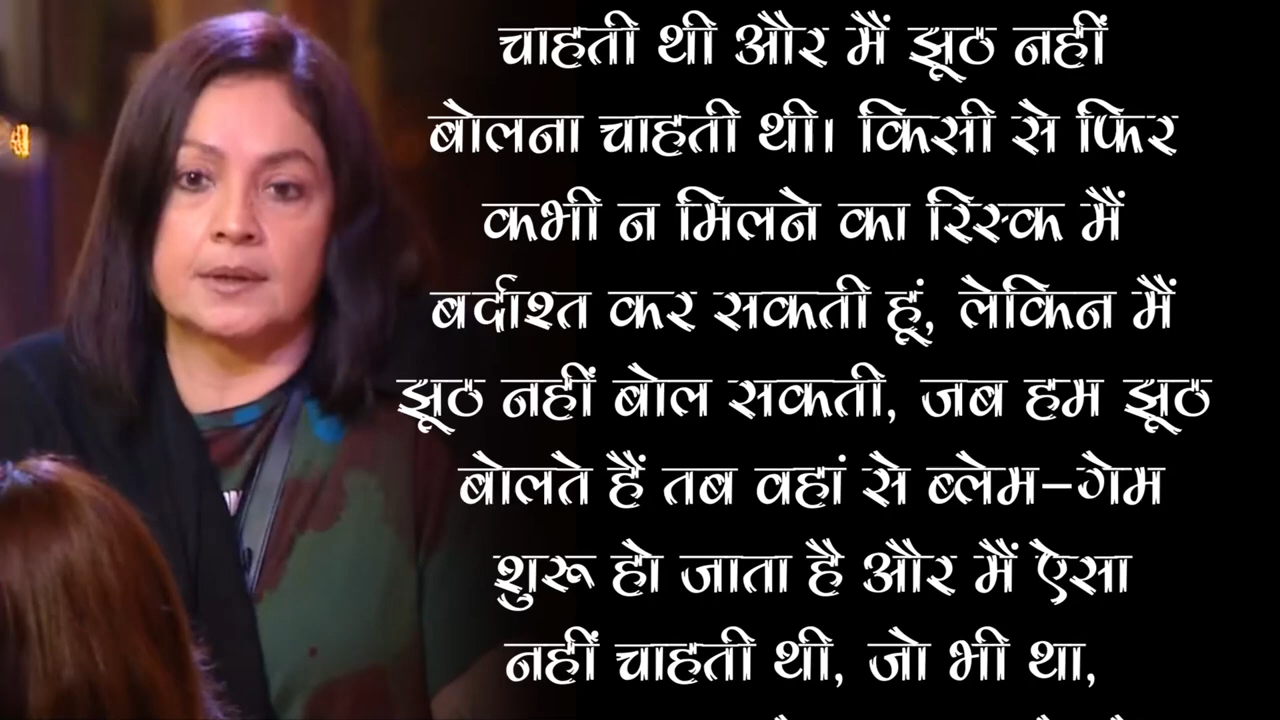 चाहती थी और मैं झूठ नहीं
बोलना चाहती थी। किसी से फिर
कभी न मिलने का रिस्क मैं
बर्दाश्त कर सकती हूं, लेकिन मैं
झूठ नहीं बोल सकती, जब हम झूठ
बोलते हैं तब वहां से ब्लेम-गेम
शुरू हो जाता है और मैं ऐसा
नहीं चाहती थी, जो भी था,